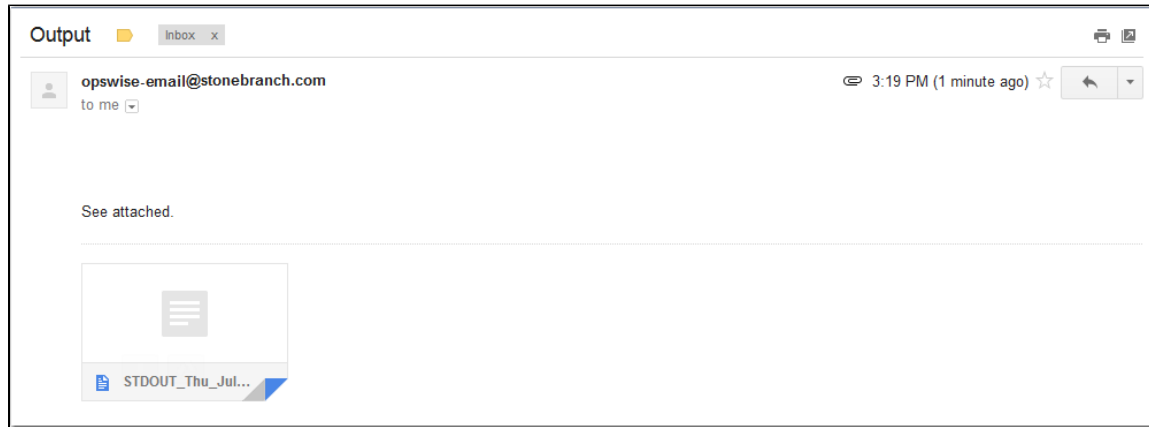 Output Inbox x
opswise-email@stonebranch.com 3:19 PM (1 minute ago)
to me
See attached.
STDOUT_Thu_Jul...